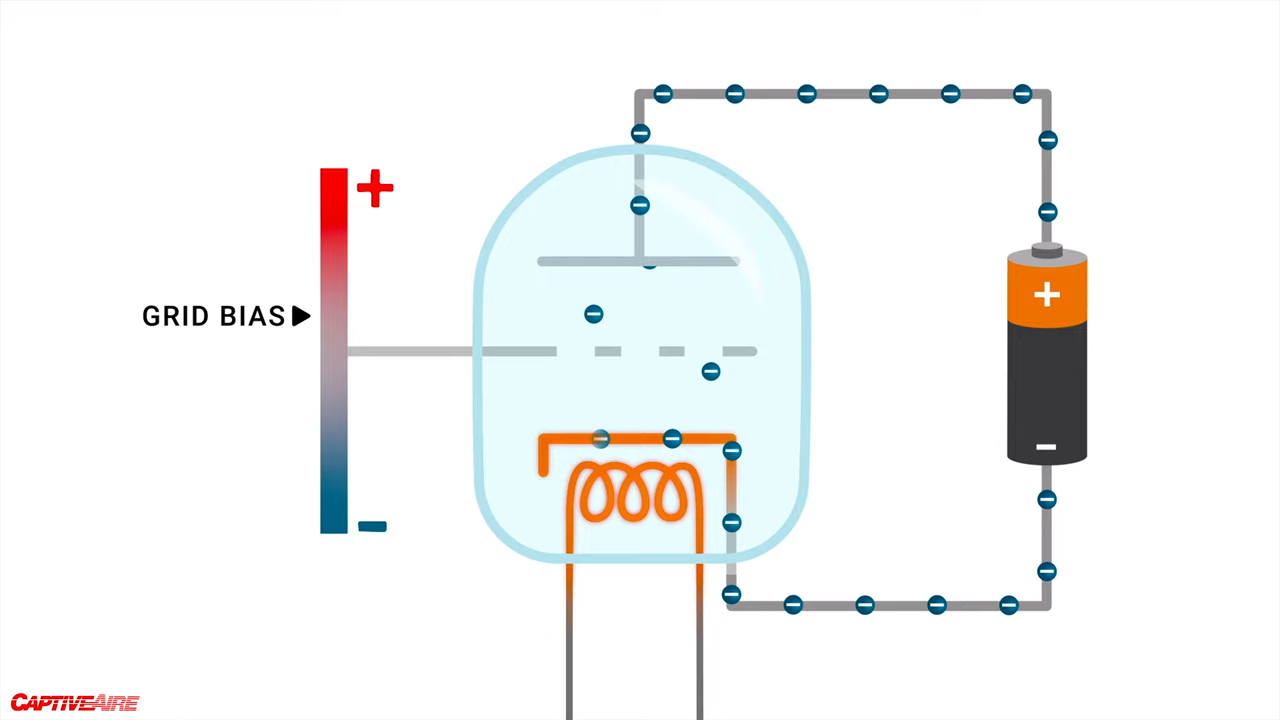 +
GRID BIAS
+
-
-
CAPTIVEAIRE